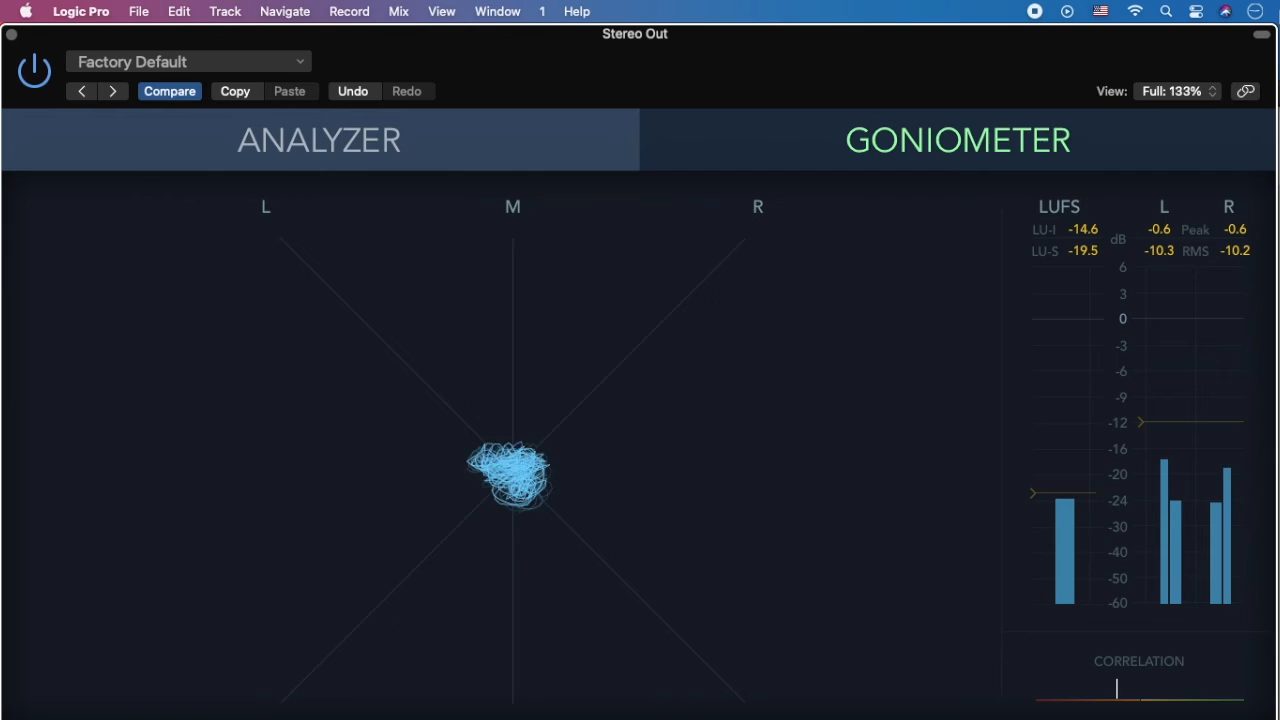 Logic Pro File Edit Track Navigate Record Mix View Window 1 Help
Stereo Out
Factory Default
Compare Copy Paste Undo Redo View: Full: 133%
ANALYZER GONIOMETER
L M R LUFS L R
LU-I -14.6 dB -0.6 Peak -0.6
LU-S -19.5 -10.3 RMS -10.2
6
3
0
-3
-6
-9
-12
-16
-20
-24
-30
-40
-50
-60
CORRELATION